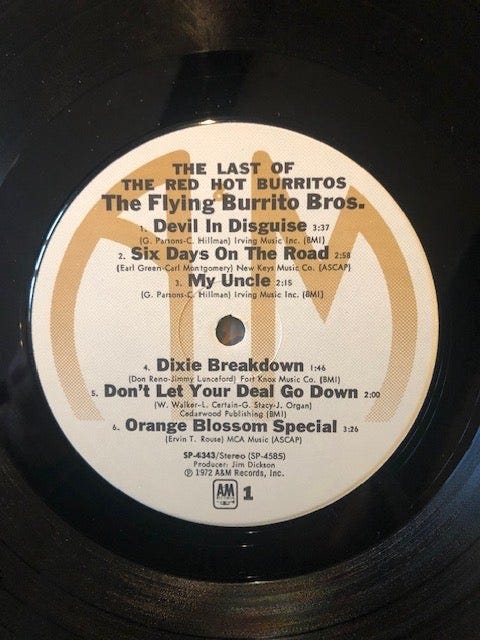 THE LAST OF
THE RED HOT BURRITOS
The Flying Burrito Bros.
1. Devil In Disguise 3:37
(G. Parsons-C. Hillman) Irving Music Inc. (BMI)
2. Six Days On The Road 2:58
(Earl Green-Carl Montgomery) New Keys Music Co. (ASCAP)
3. My Uncle 2:15
(G. Parsons-C. Hillman) Irving Music Inc. (BMI)
4. Dixie Breakdown 1:46
(Don Reno-Jimmy Lunceford) Fort Knox Music Co. (BMI)
5. Don't Let Your Deal Go Down 2:00
(W. Walker-L. Certain-G. Stacy-J. Organ)
Cedarwood Publishing (BMI)
6. Orange Blossom Special 3:26
(Ervin T. Rouse) MCA Music (ASCAP)
SP-4343/Stereo (SP-4585)
Producer: Jim Dickson
℗ 1972 A&M Records, Inc.
A&M 1